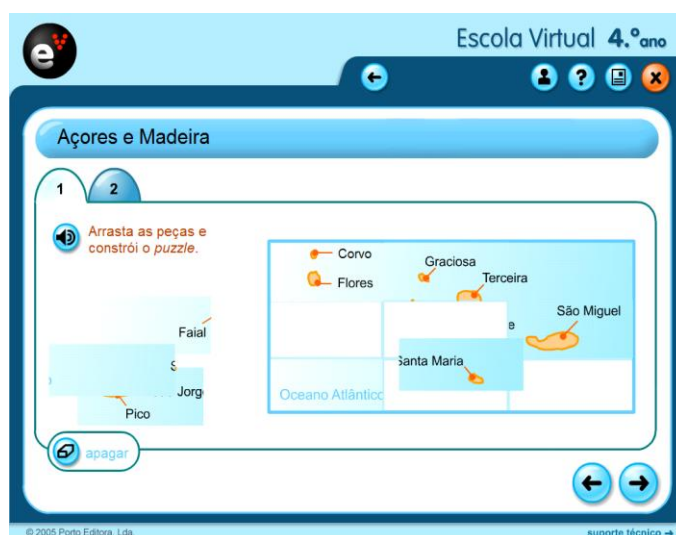 e
Escola Virtual 4.ºano
?
Açores e Madeira
1 2
Arrasta as peças e
constrói o puzzle.
Corvo
Flores
Graciosa
Terceira
São Miguel
Faial
S
e
Santa Maria
Jorg
Oceano Atlântico
Pico
apagar
© 2005 Porto Editora, Lda.
suporte técnico